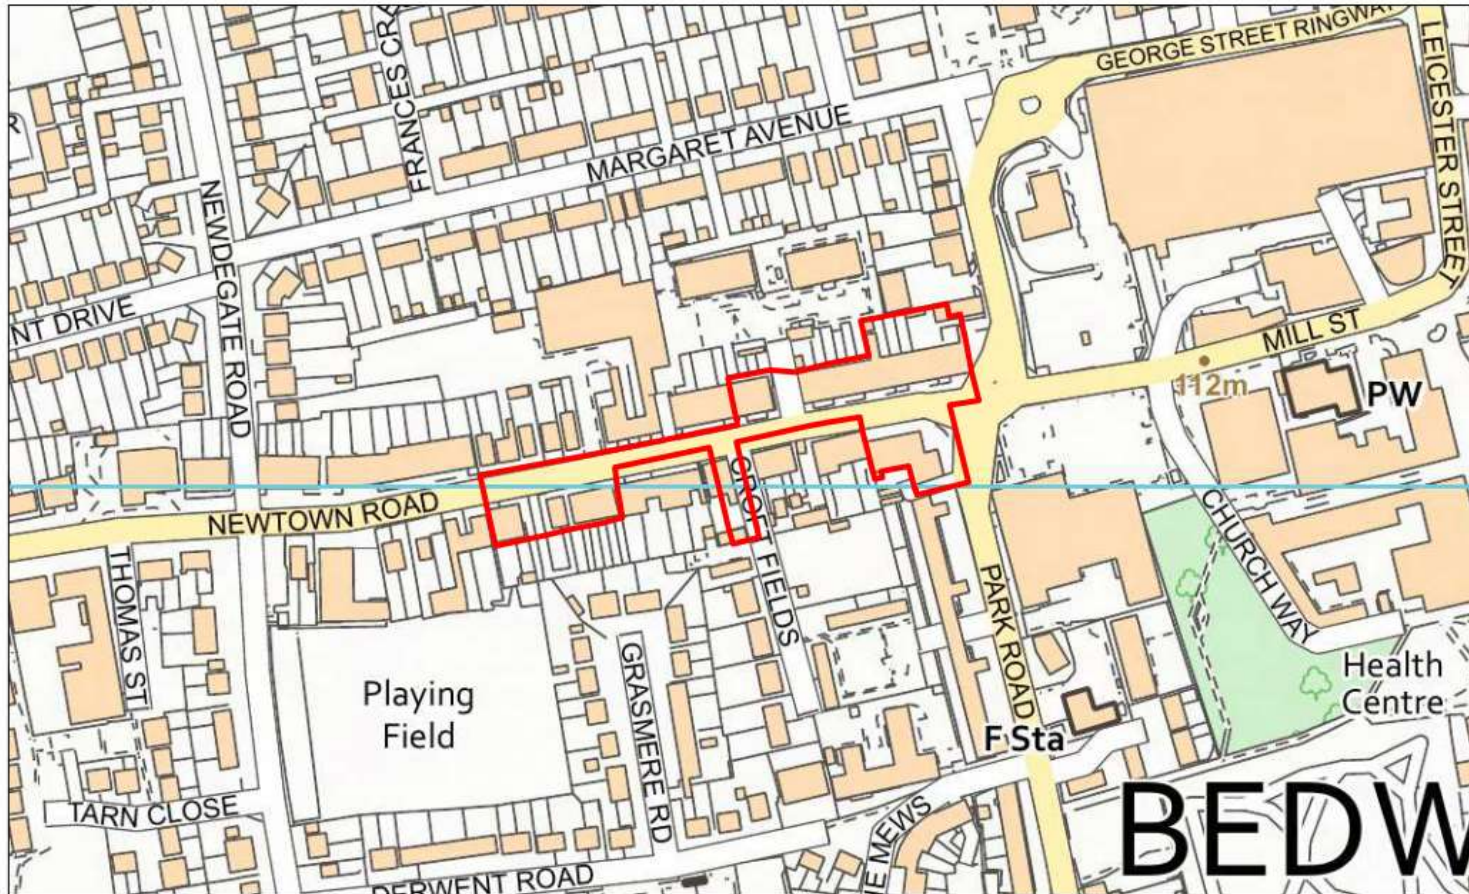 GEORGE STREET RINGWAY
LEICESTER STREET
FRANCES CRA
MARGARET AVENUE
NEWDEGATE ROAD
NT DRIVE
MILL ST
112m
PW
NEWTOWN ROAD
CROFT FIELDS
CHURCH WAY
THOMAS ST
PARK ROAD
GRASMERE RD
Playing
Field
Health
Centre
F Sta
TARN CLOSE
BEDW
HE MEWS
DERWENT ROAD